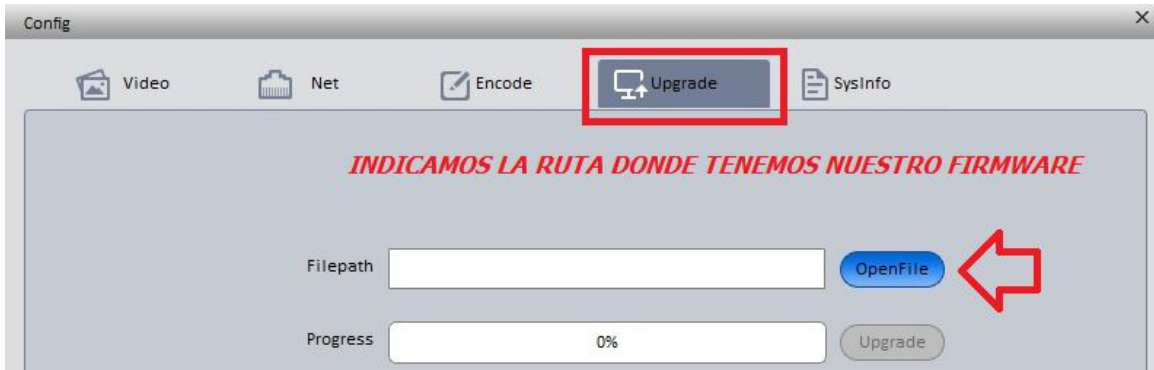 Config
Video Net Encode Upgrade SysInfo
INDICAMOS LA RUTA DONDE TENEMOS NUESTRO FIRMWARE
Filepath OpenFile
Progress 0% Upgrade